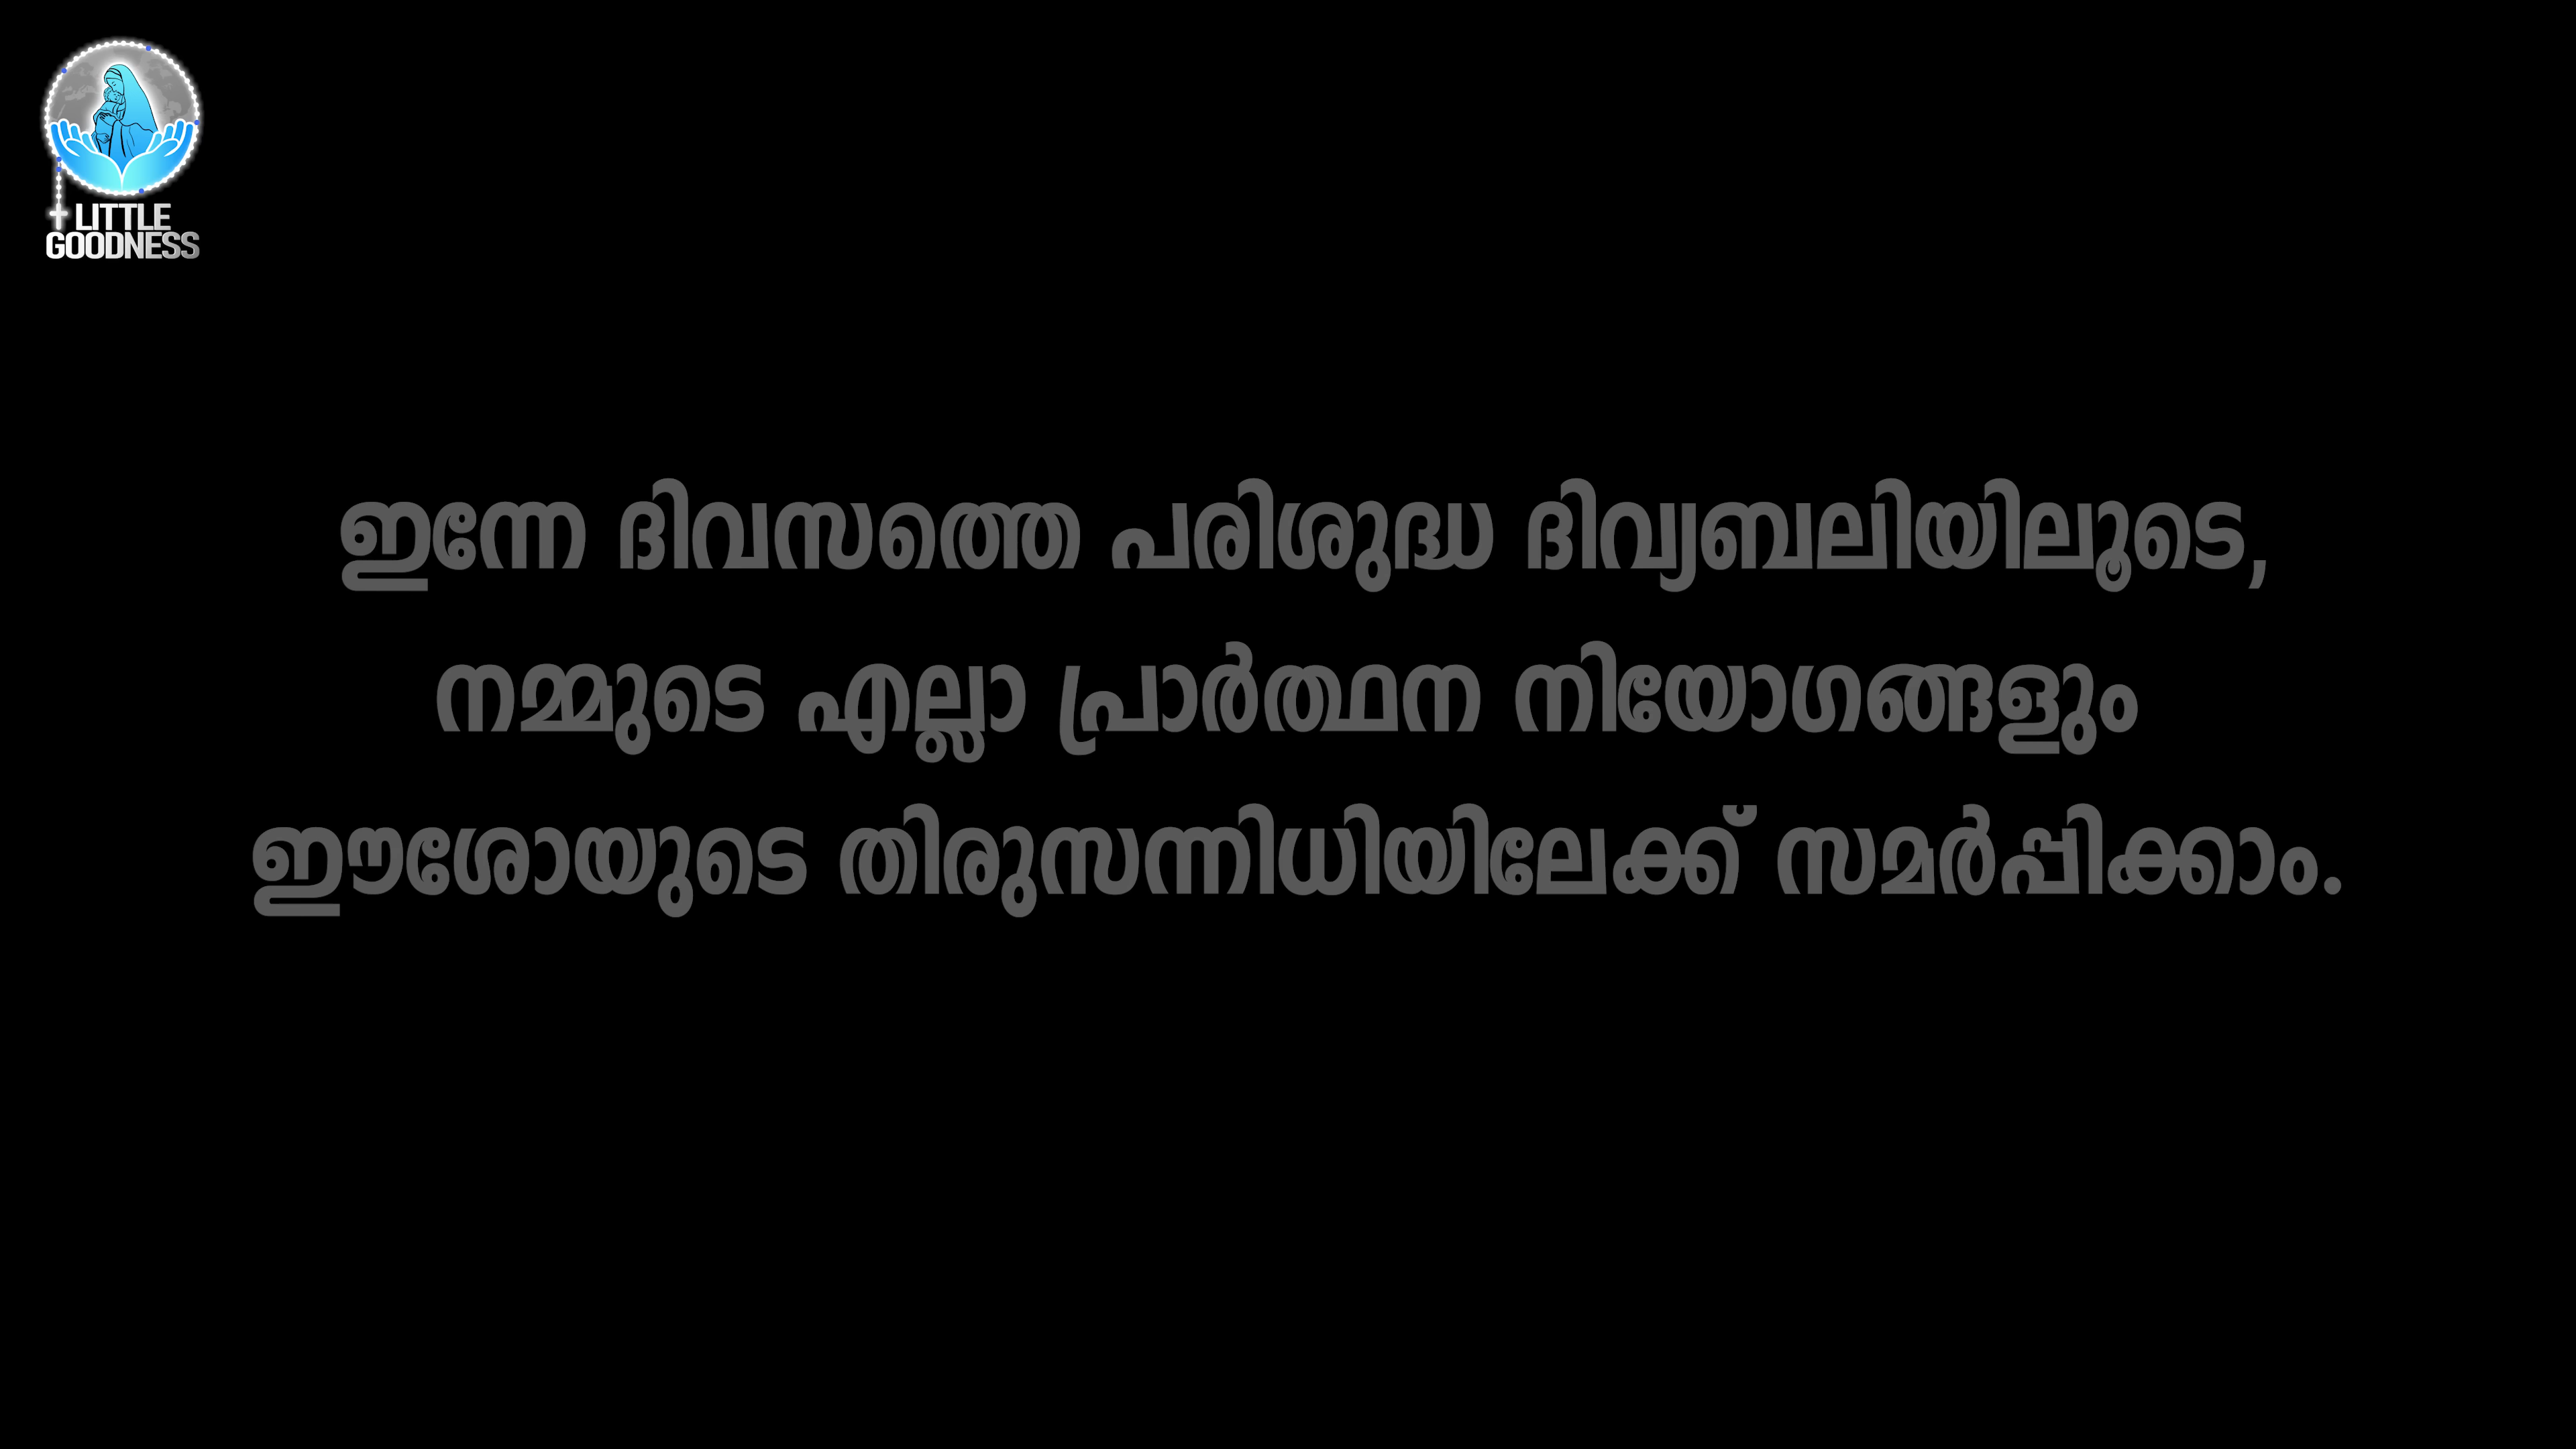 LITTLE
GOODNESS
ഇന്നേ ദിവസത്തെ പരിശുദ്ധ ദിവ്യബലിയിലൂടെ,
നമ്മുടെ എല്ലാ പ്രാർത്ഥന നിയോഗങ്ങളും
ഈശോയുടെ തിരുസന്നിധിയിലേക്ക് സമർപ്പിക്കാം.